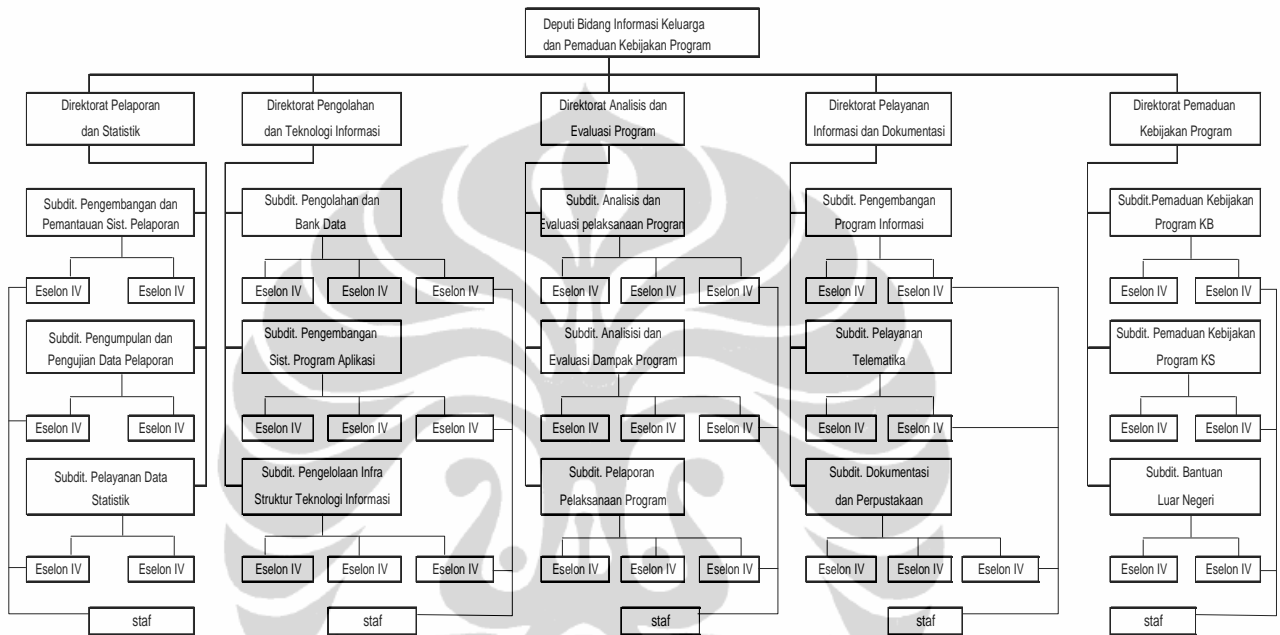 Deputi Bidang Informasi Keluarga
dan Pemaduan Kebijakan Program
Direktorat Pelaporan
dan Statistik
Direktorat Pengolahan
dan Teknologi Informasi
Direktorat Analisis dan
Evaluasi Program
Direktorat Pelayanan
Informasi dan Dokumentasi
Direktorat Pemaduan
Kebijakan Program
Subdit. Pengembangan dan
Pemantauan Sist. Pelaporan
Subdit. Pengolahan dan
Bank Data
Subdit. Analisis dan
Evaluasi pelaksanaan Program
Subdit. Pengembangan
Program Informasi
Subdit.Pemaduan Kebijakan
Program KB
Eselon IV
Eselon IV
Eselon IV
Eselon IV
Eselon IV
Eselon IV
Eselon IV
Eselon IV
Eselon IV
Eselon IV
Eselon IV
Eselon IV
Subdit. Pengumpulan dan
Pengujian Data Pelaporan
Subdit. Pengembangan
Sist. Program Aplikasi
Subdit. Analisisi dan
Evaluasi Dampak Program
Subdit. Pelayanan
Telematika
Subdit. Pemaduan Kebijakan
Program KS
Eselon IV
Eselon IV
Eselon IV
Eselon IV
Eselon IV
Eselon IV
Eselon IV
Eselon IV
Eselon IV
Eselon IV
Eselon IV
Eselon IV
Subdit. Pelayanan Data
Statistik
Subdit. Pengelolaan Infra
Struktur Teknologi Informasi
Subdit. Pelaporan
Pelaksanaan Program
Subdit. Dokumentasi
dan Perpustakaan
Subdit. Bantuan
Luar Negeri
Eselon IV
Eselon IV
Eselon IV
Eselon IV
Eselon IV
Eselon IV
Eselon IV
Eselon IV
Eselon IV
Eselon IV
Eselon IV
Eselon IV
Eselon IV
staf
staf
staf
staf
staf